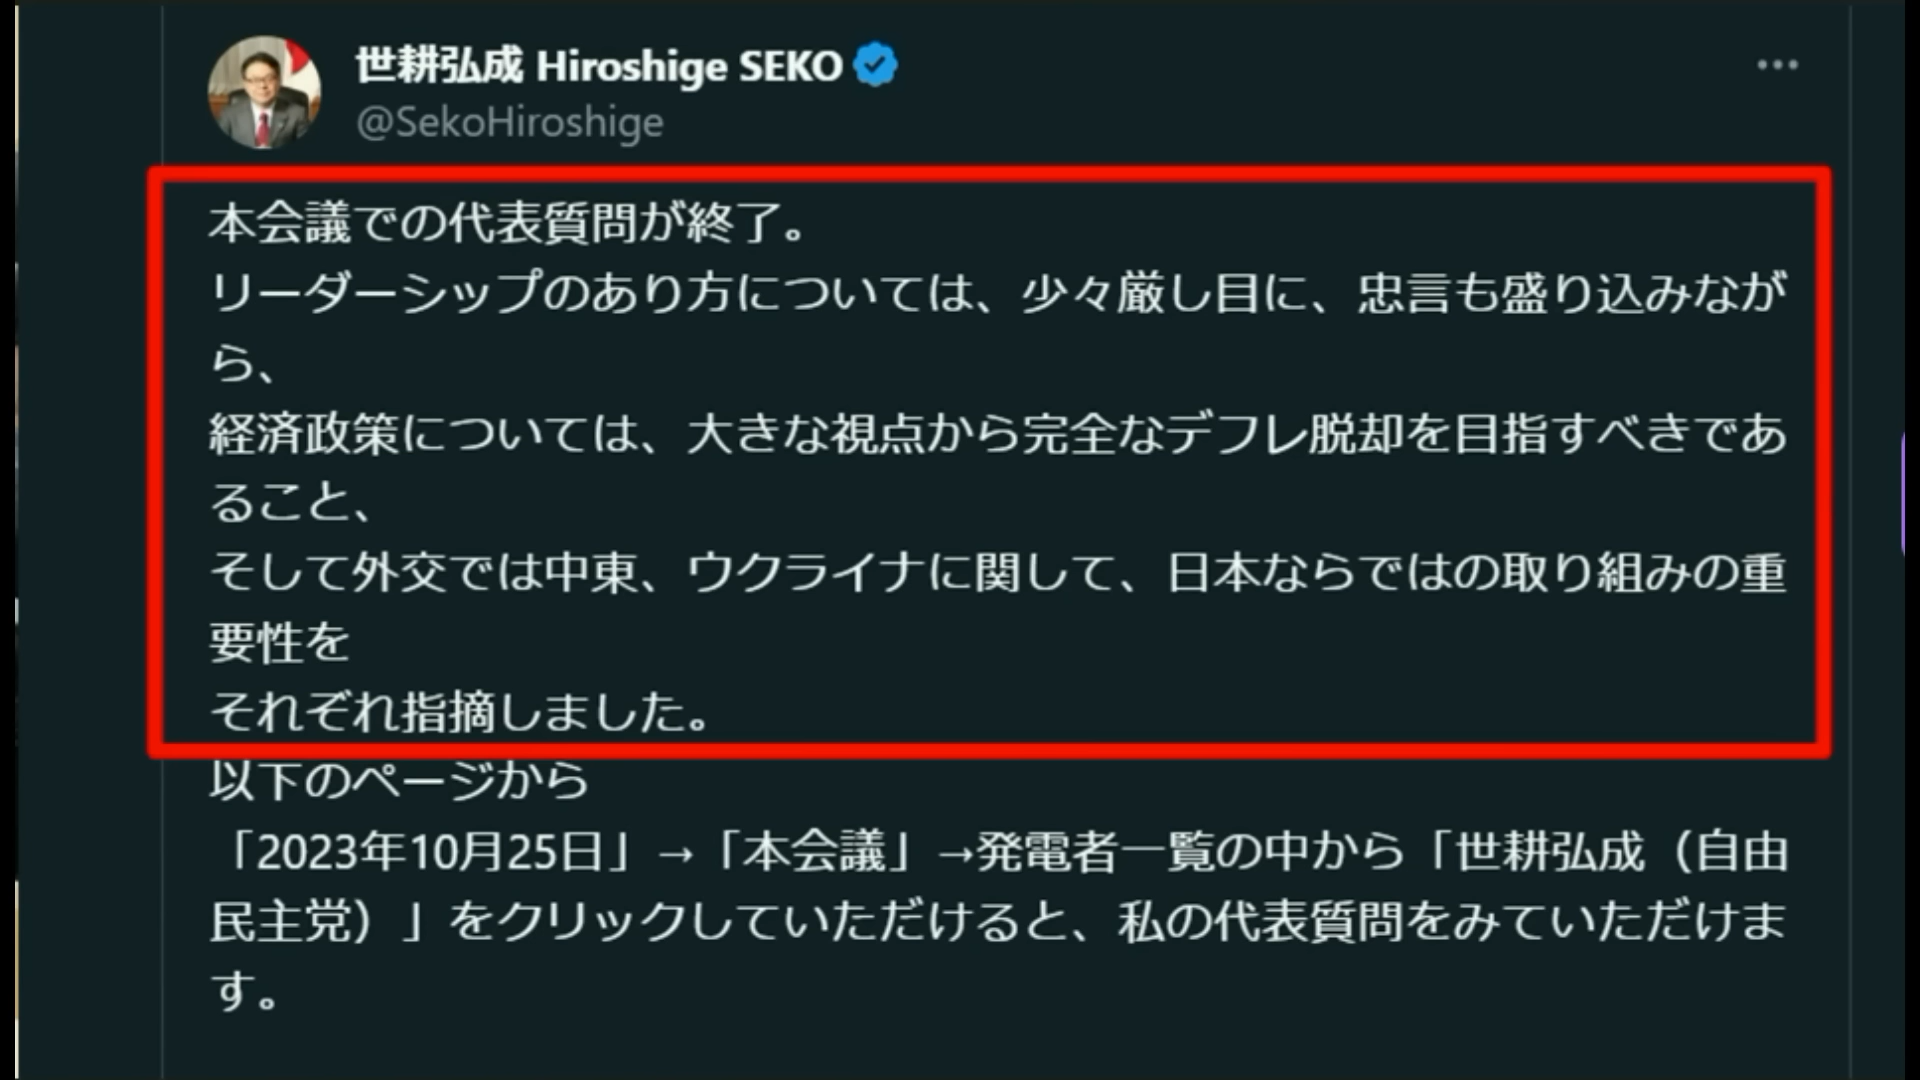 世耕弘成 Hiroshige SEKO
@SekoHiroshige
本会議での代表質問が終了。
リーダーシップのあり方については、少々厳し目に、忠言も盛り込みなが
ら、
経済政策については、大きな視点から完全なデフレ脱却を目指すべきであ
ること、
そして外交では中東、ウクライナに関して、日本ならではの取り組みの重
要性を
それぞれ指摘しました。
以下のページから
「2023年10月25日」→「本会議」→発電者一覧の中から「世耕弘成（自由
民主党）」をクリックしていただけると、私の代表質問をみていただけま
す。